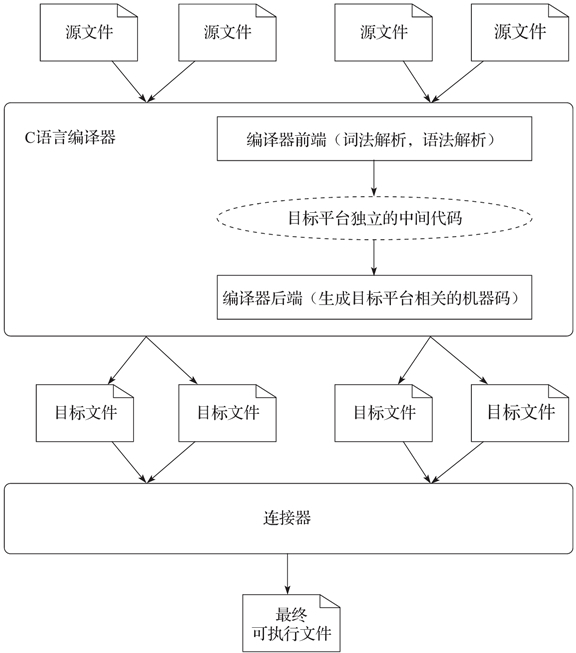 源文件
源文件
源文件
源文件
C语言编译器
编译器前端（词法解析，语法解析）
目标平台独立的中间代码
编译器后端（生成目标平台相关的机器码）
目标文件
目标文件
目标文件
目标文件
连接器
最终
可执行文件